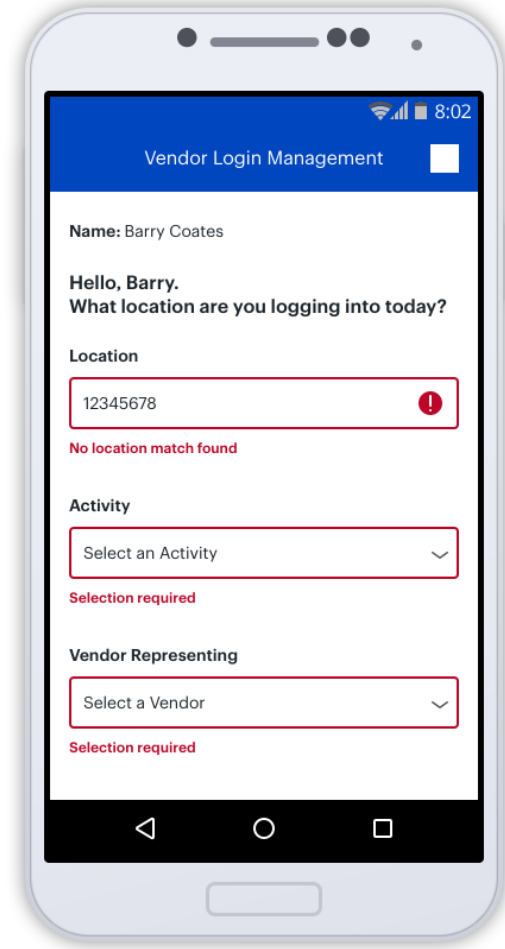 8:02
Vendor Login Management
Name: Barry Coates
Hello, Barry.
What location are you logging into today?
Location
12345678
No location match found
Activity
Select an Activity
Selection required
Vendor Representing
Select a Vendor
Selection required